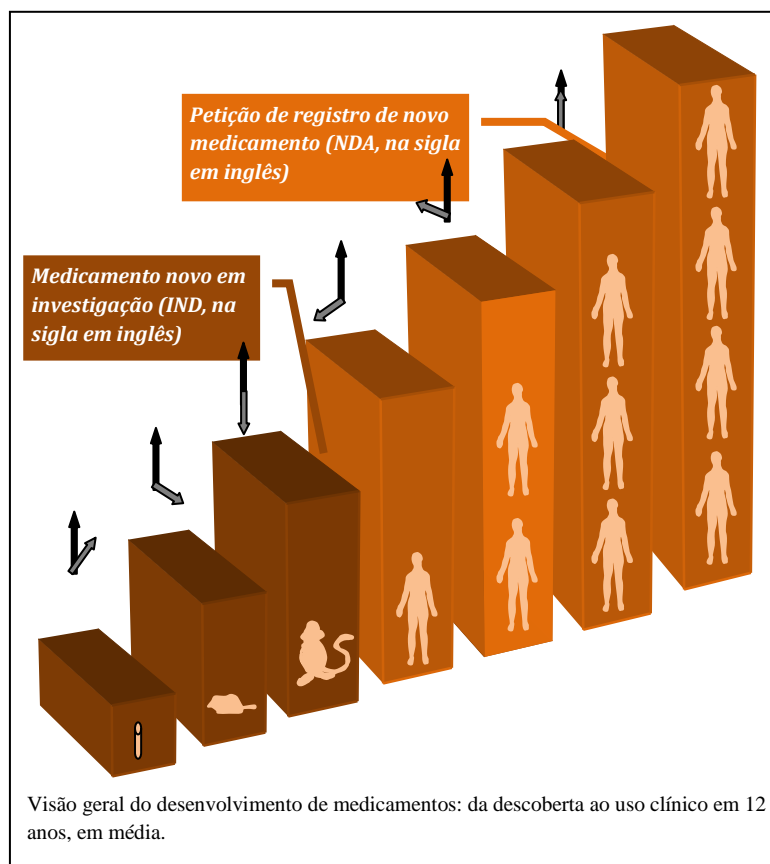 Petição de registro de novo
medicamento (NDA, na sigla
em inglês)
Medicamento novo em
investigação (IND, na
sigla em inglês)
Visão geral do desenvolvimento de medicamentos: da descoberta ao uso clínico em 12
anos, em média.